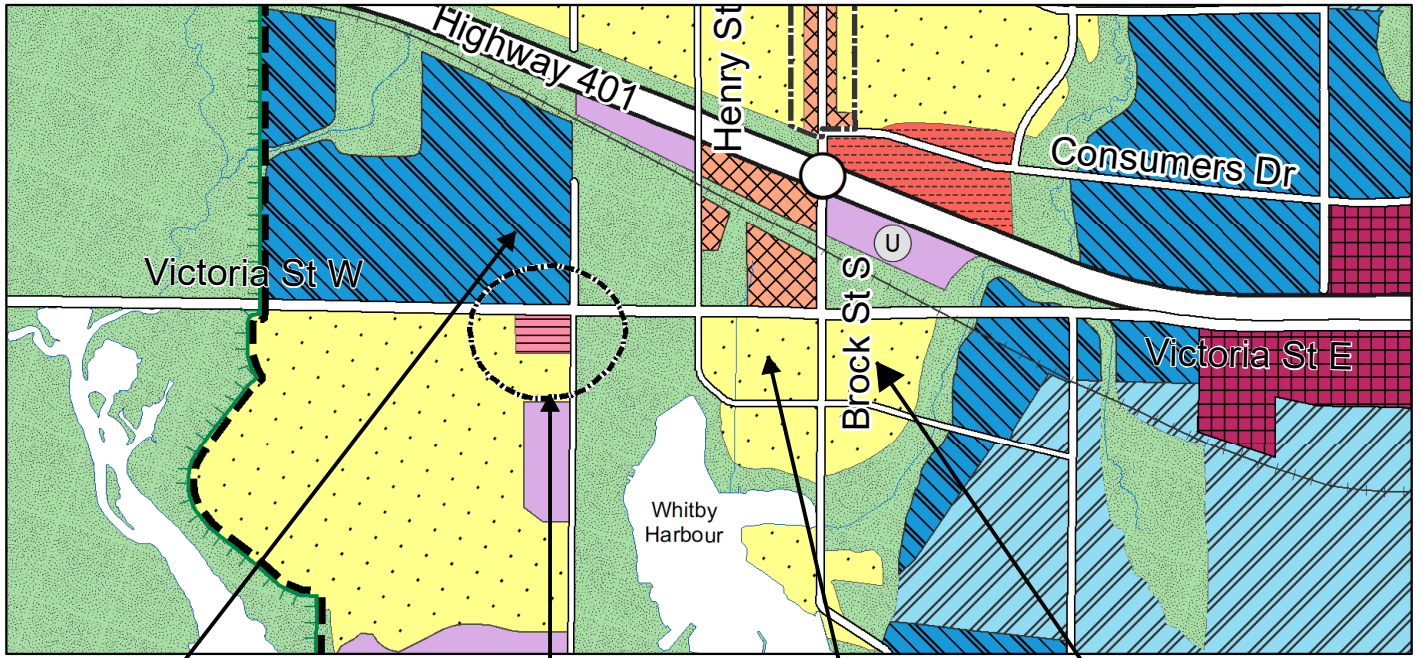 Highway 401
Henry St
Consumers Dr
U
Victoria St W
Brock St S
Victoria St E
Whitby
Harbour